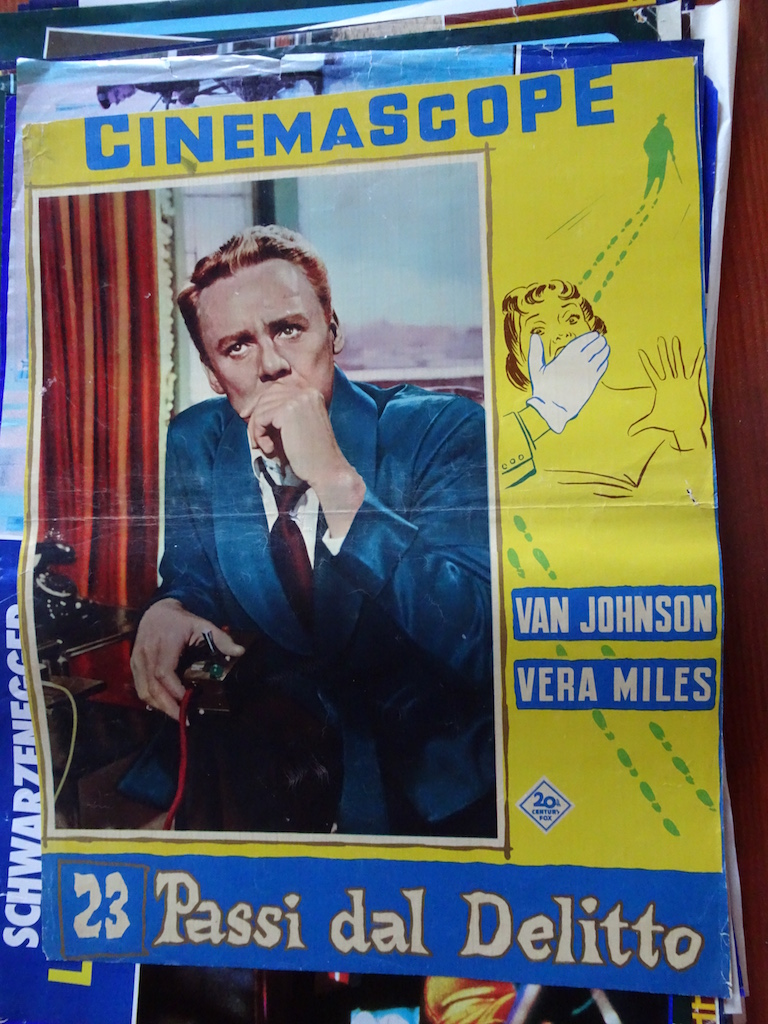 CINEMASCOPE
VAN JOHNSON
VERA MILES
20th
CENTURY
FOX
23 Passi dal Delitto
SCHWARZENEGGER